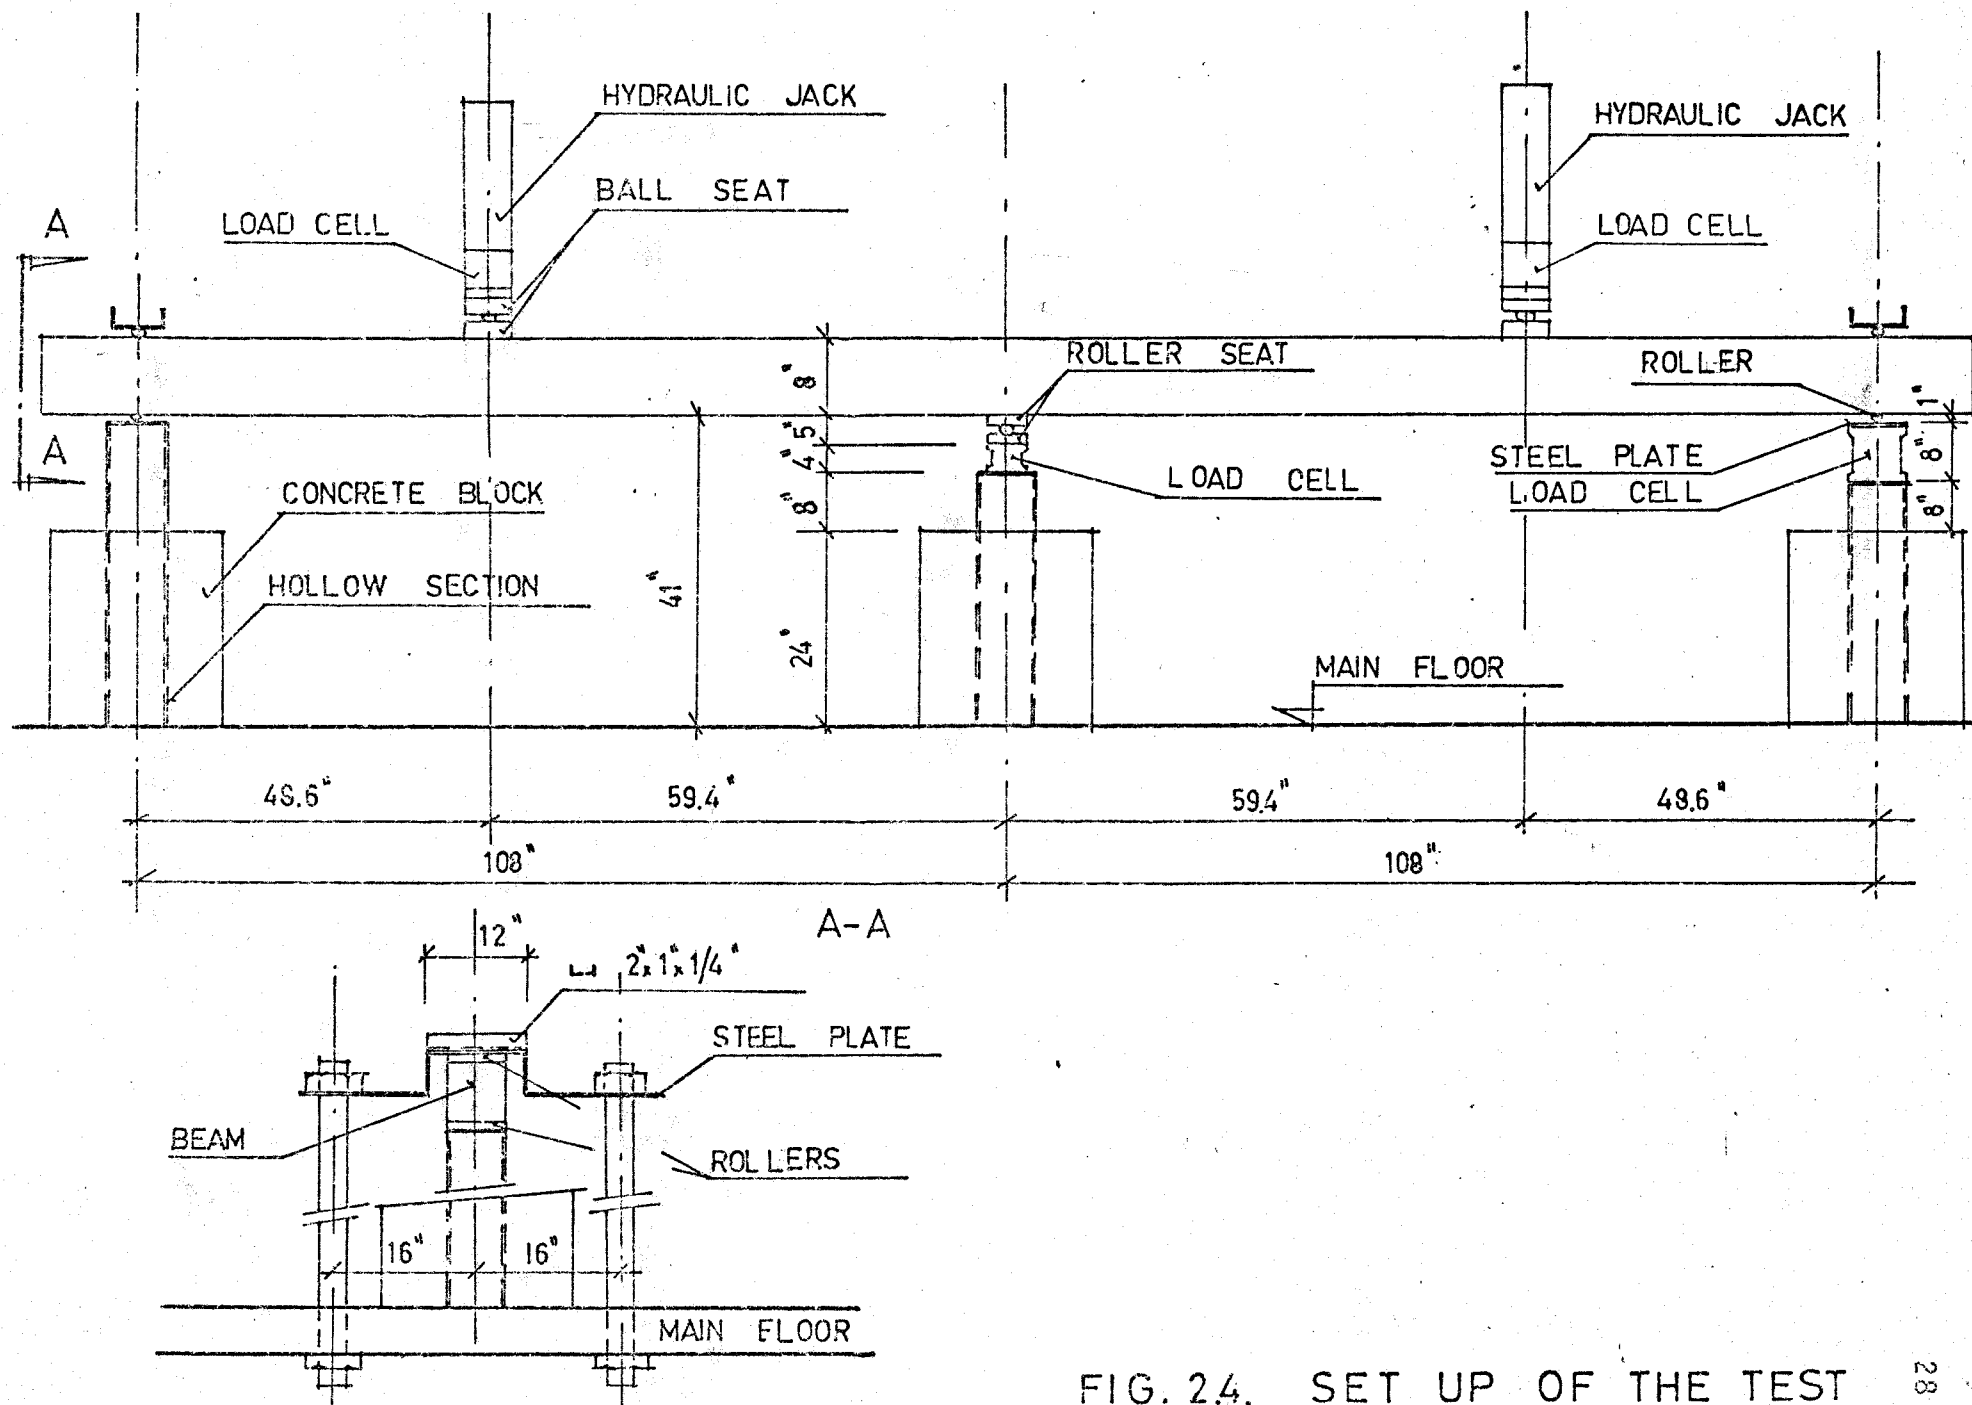 HYDRAULIC JACK
HYDRAULIC JACK
BALL SEAT
LOAD CELL
LOAD CELL
A
ROLLER SEAT
ROLLER
8"
1"
5"
A
4"
LOAD CELL
STEEL PLATE
8"
CONCRETE BLOCK
LOAD CELL
8"
8"
HOLLOW SECTION
41"
24"
MAIN FLOOR
48.6"
59.4"
59.4"
48.6"
108"
108"
A-A
12"
2"x1"x1/4"
STEEL PLATE
BEAM
ROLLERS
16"
16"
MAIN FLOOR
FIG. 2.4. SET UP OF THE TEST
28